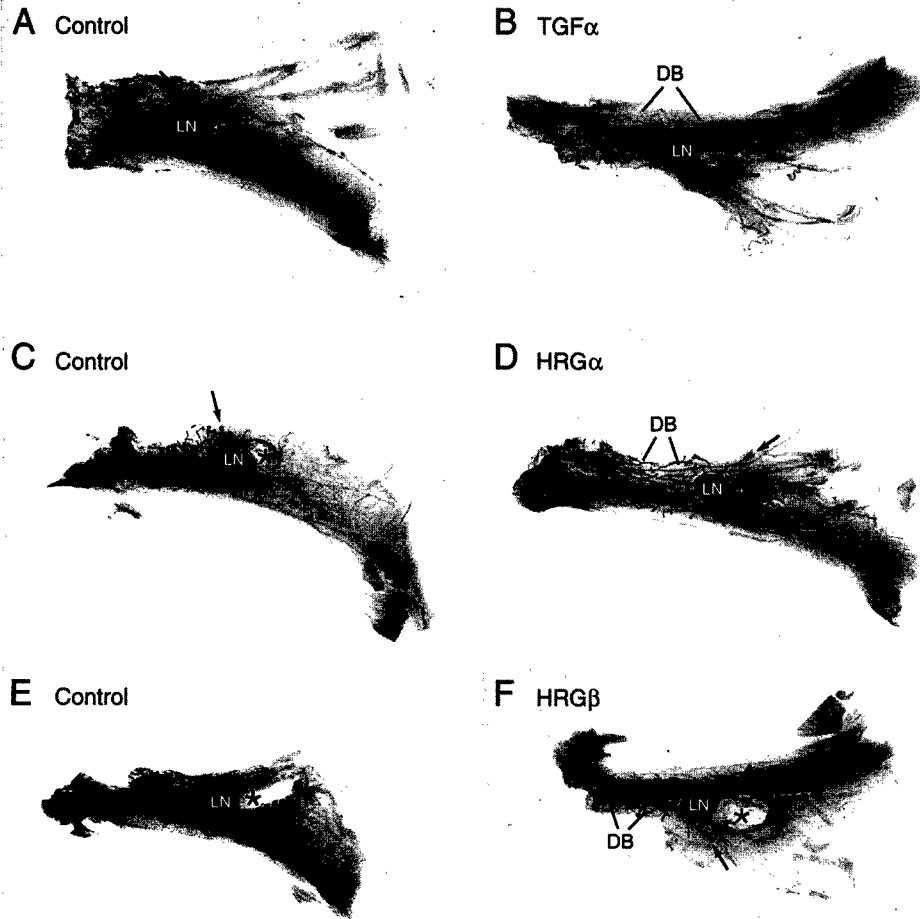 A Control
LN
B TGFα
DB
LN
C Control
LN
D HRGα
DB
LN
E Control
LN *
F HRGβ
LN
*
DB